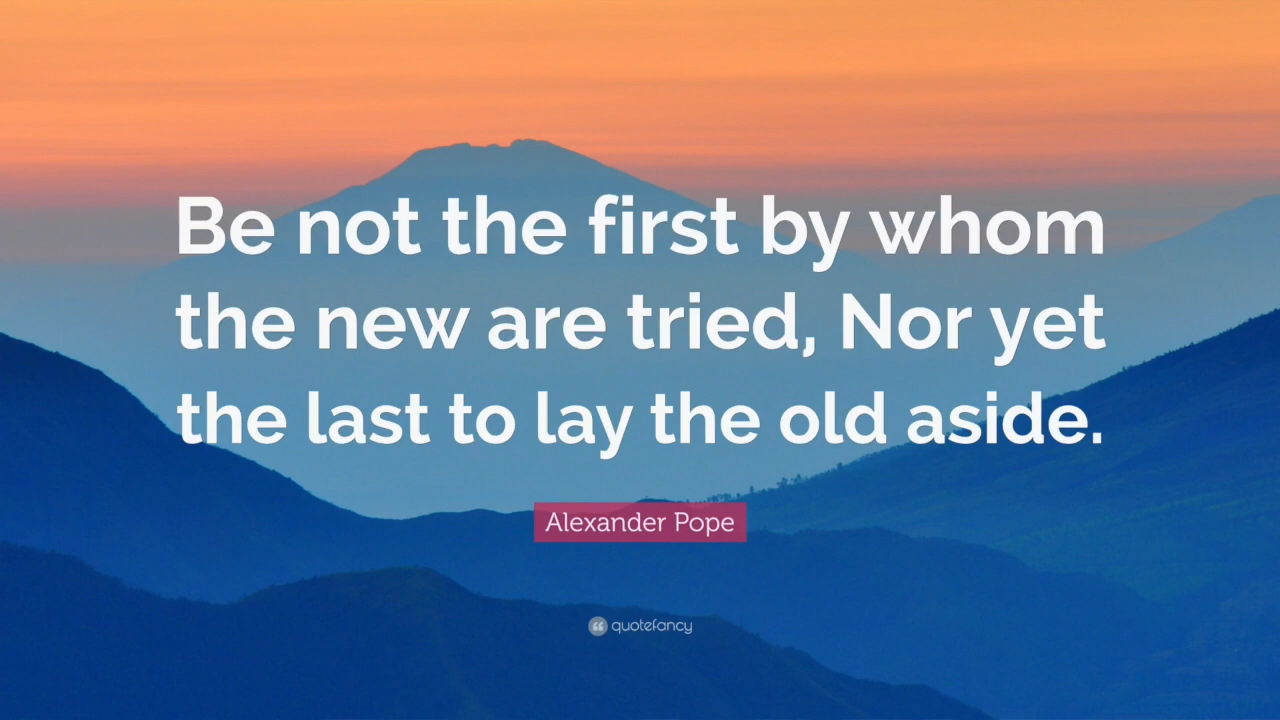 Be not the first by whom
the new are tried, Nor yet
the last to lay the old aside.
Alexander Pope
quotefancy